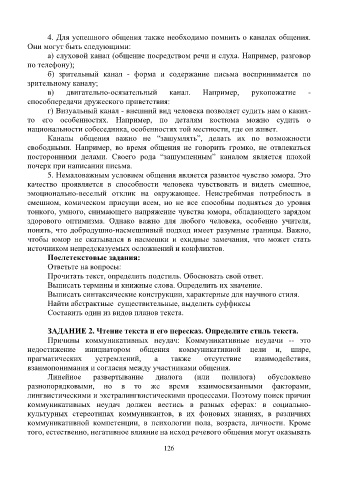 4. Для успешного общения также необходимо помнить о каналах общения.
Они могут быть следующими:
а) слуховой канал (общение посредством речи и слуха. Например, разговор
по телефону);
б) зрительный канал - форма и содержание письма воспринимается по
зрительному каналу;
в) двигательно-осязательный канал. Например, рукопожатие -
способпередачи дружеского приветствия:
г) Визуальный канал - внешний вид человека позволяет судить нам о каких-
то его особенностях. Например, по деталям костюма можно судить о
национальности собеседника, особенностях той местности, где он живет.
Каналы общения важно не "зашумлять", делать их по возможности
свободными. Например, во время общения не говорить громко, не отвлекаться
посторонними делами. Своего рода "зашумленным" каналом является плохой
почерк при написании письма.
5. Немаловажным условием общения является развитое чувство юмора. Это
качество проявляется в способности человека чувствовать и видеть смешное,
эмоционально-веселый отклик на окружающее. Неистребимая потребность в
смешном, комическом присущи всем, но не все способны подняться до уровня
тонкого, умного, снимающего напряжение чувства юмора, обладающего зарядом
здорового оптимизма. Однако важно для любого человека, особенно учителя,
понять, что добродушно-насмешливый подход имеет разумные границы. Важно,
чтобы юмор не скатывался в насмешки и ехидные замечания, что может стать
источником непредсказуемых осложнений и конфликтов.
Послетекстовые задания:
Ответьте на вопросы:
Прочитать текст, определить подстиль. Обосновать свой ответ.
Выписать термины и книжные слова. Определить их значение.
Выписать синтаксические конструкции, характерные для научного стиля.
Найти абстрактные существительные, выделить суффиксы
Составить один из видов планов текста.
ЗАДАНИЕ 2. Чтение текста и его пересказ. Определите стиль текста.
Причины коммуникативных неудач: Коммуникативные неудачи -- это
недостижение инициатором общения коммуникативной цели и, шире,
прагматических устремлений, а также отсутствие взаимодействия,
взаимопонимания и согласия между участниками общения.
Линейное развертывание диалога (или полилога) обусловлено
разнопорядковыми, но в то же время взаимосвязанными факторами,
лингвистическими и экстралингвистическими процессами. Поэтому поиск причин
коммуникативных неудач должен вестись в разных сферах: в социально-
культурных стереотипах коммуникантов, в их фоновых знаниях, в различиях
коммуникативной компетенции, в психологии пола, возраста, личности. Кроме
того, естественно, негативное влияние на исход речевого общения могут оказывать
126